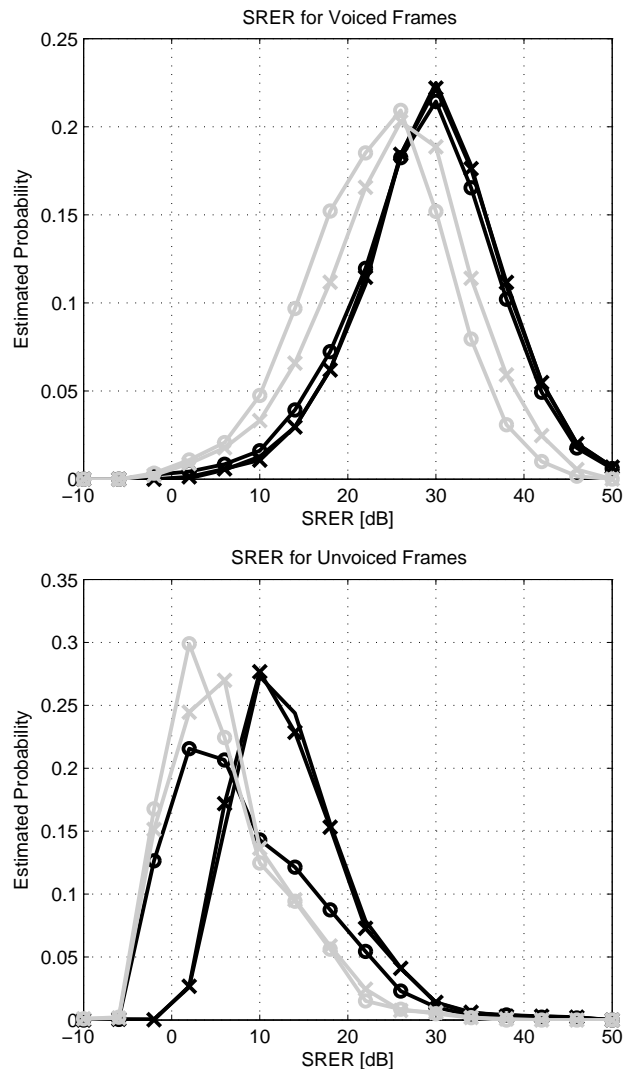 SRER for Voiced Frames
0.25
0.2
0.15
0.1
0.05
0
Estimated Probability
−10 0 10 20 30 40 50
SRER [dB]
SRER for Unvoiced Frames
0.35
0.3
0.25
0.2
0.15
0.1
0.05
0
Estimated Probability
−10 0 10 20 30 40 50
SRER [dB]